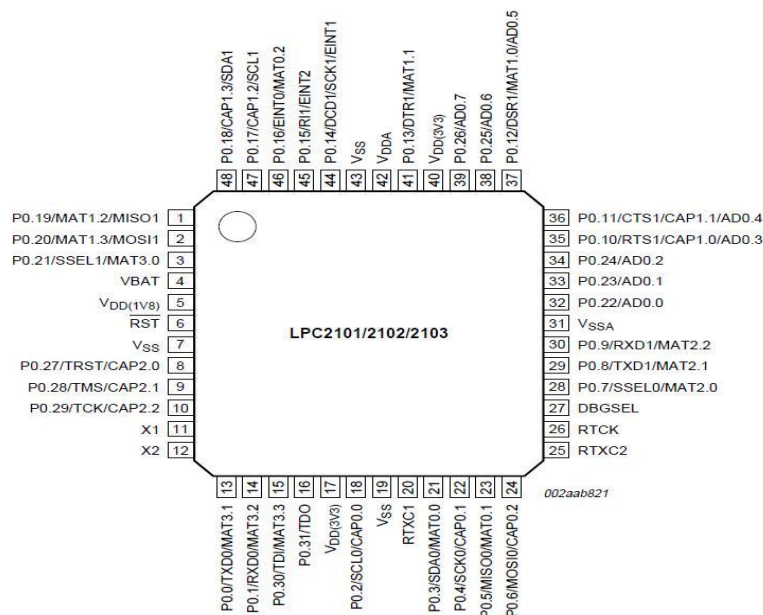 48 P0.18/CAP1.3/SDA1
47 P0.17/CAP1.2/SCL1
46 P0.16/EINT0/MAT0.2
45 P0.15/RI1/EINT2
44 P0.14/DCD1/SCK1/EINT1
43 VSS
42 VDDA
41 P0.13/DTR1/MAT1.1
40 VDD(3V3)
39 P0.26/AD0.7
38 P0.25/AD0.6
37 P0.12/DSR1/MAT1.0/AD0.5
P0.19/MAT1.2/MISO1 1
P0.20/MAT1.3/MOSI1 2
P0.21/SSEL1/MAT3.0 3
VBAT 4
VDD(1V8) 5
RST 6
VSS 7
P0.27/TRST/CAP2.0 8
P0.28/TMS/CAP2.1 9
P0.29/TCK/CAP2.2 10
X1 11
X2 12
LPC2101/2102/2103
36 P0.11/CTS1/CAP1.1/AD0.4
35 P0.10/RTS1/CAP1.0/AD0.3
34 P0.24/AD0.2
33 P0.23/AD0.1
32 P0.22/AD0.0
31 VSSA
30 P0.9/RXD1/MAT2.2
29 P0.8/TXD1/MAT2.1
28 P0.7/SSEL0/MAT2.0
27 DBGSEL
26 RTCK
25 RTXC2
13 P0.0/TXD0/MAT3.1
14 P0.1/RXD0/MAT3.2
15 P0.30/TDI/MAT3.3
16 P0.31/TDO
17 VDD(3V3)
18 P0.2/SCL0/CAP0.0
19 VSS
20 RTXC1
21 P0.3/SDA0/MAT0.0
22 P0.4/SCK0/CAP0.1
23 P0.5/MISO0/MAT0.1
24 P0.6/MOSI0/CAP0.2
002aab821